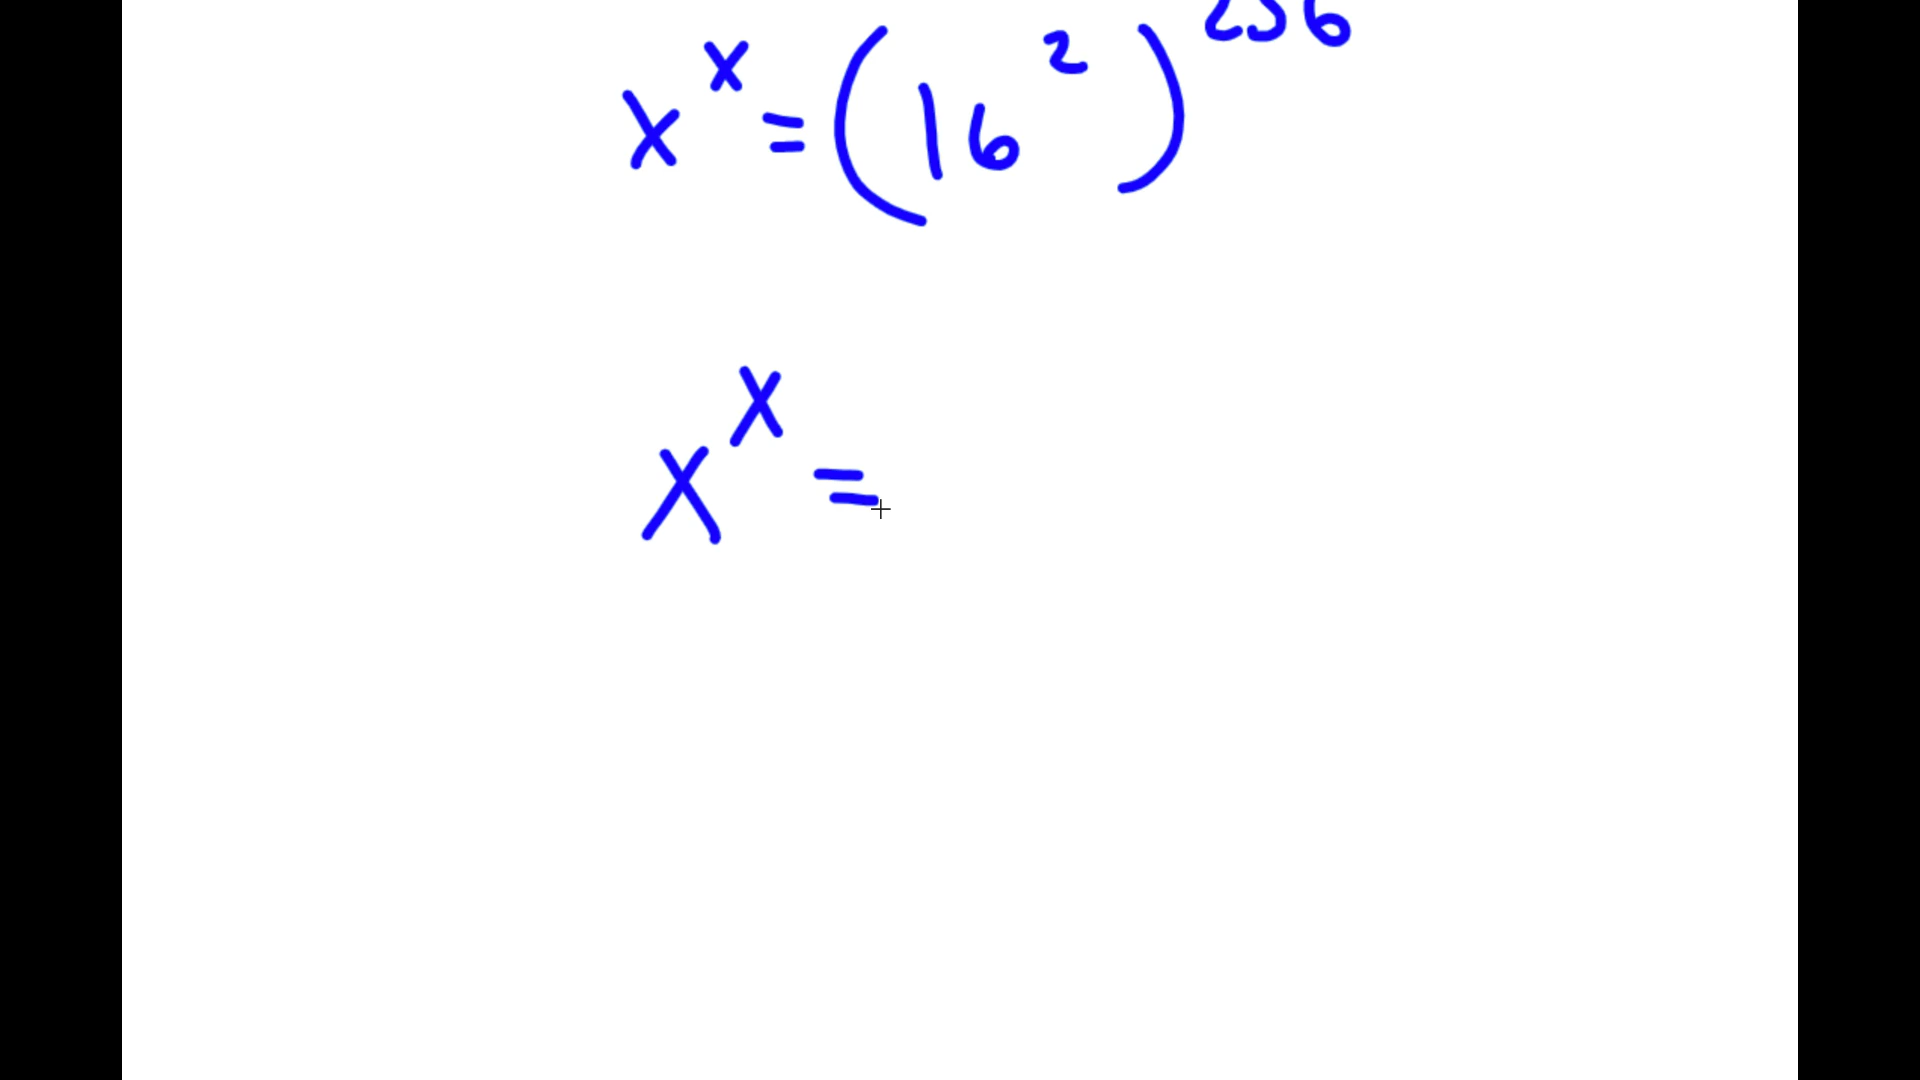 x^x = (16^2)^256
x^x =